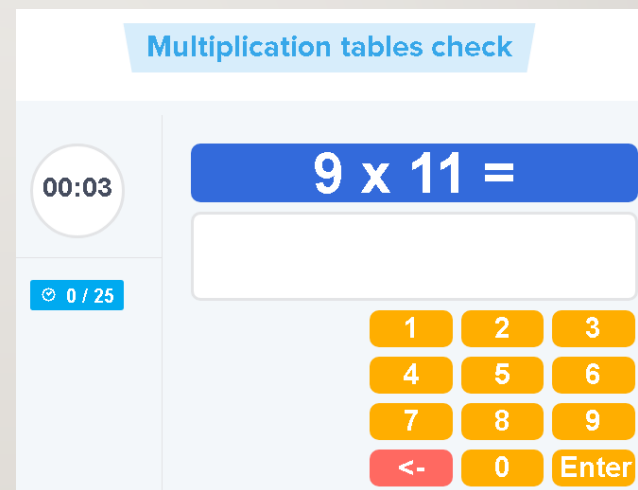 Multiplication tables check
00:03
9 x 11 =
0 / 25
1 2 3
4 5 6
7 8 9
<- 0 Enter